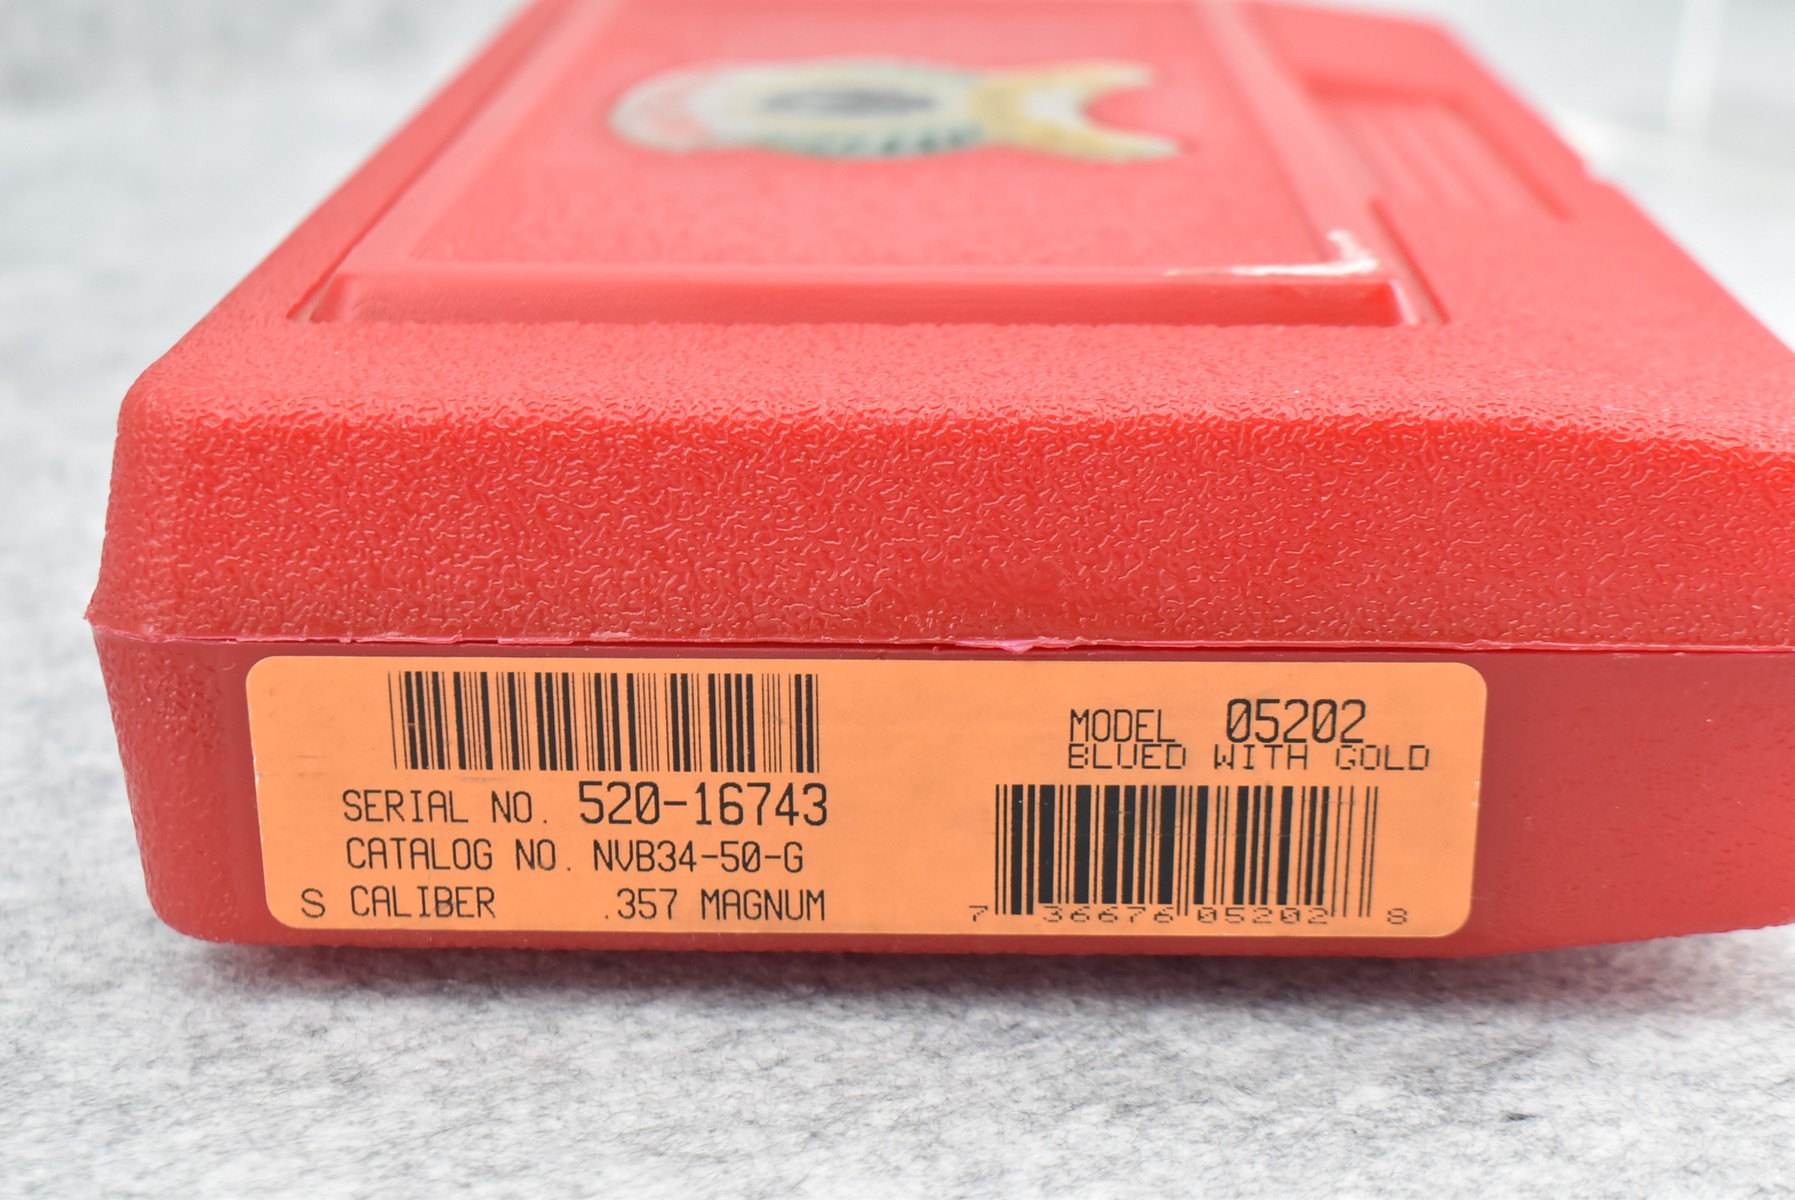 SERIAL NO. 520-16743
CATALOG NO. NVB34-50-G
S CALIBER .357 MAGNUM
MODEL 05202
BLUED WITH GOLD
7 36676 05202 8